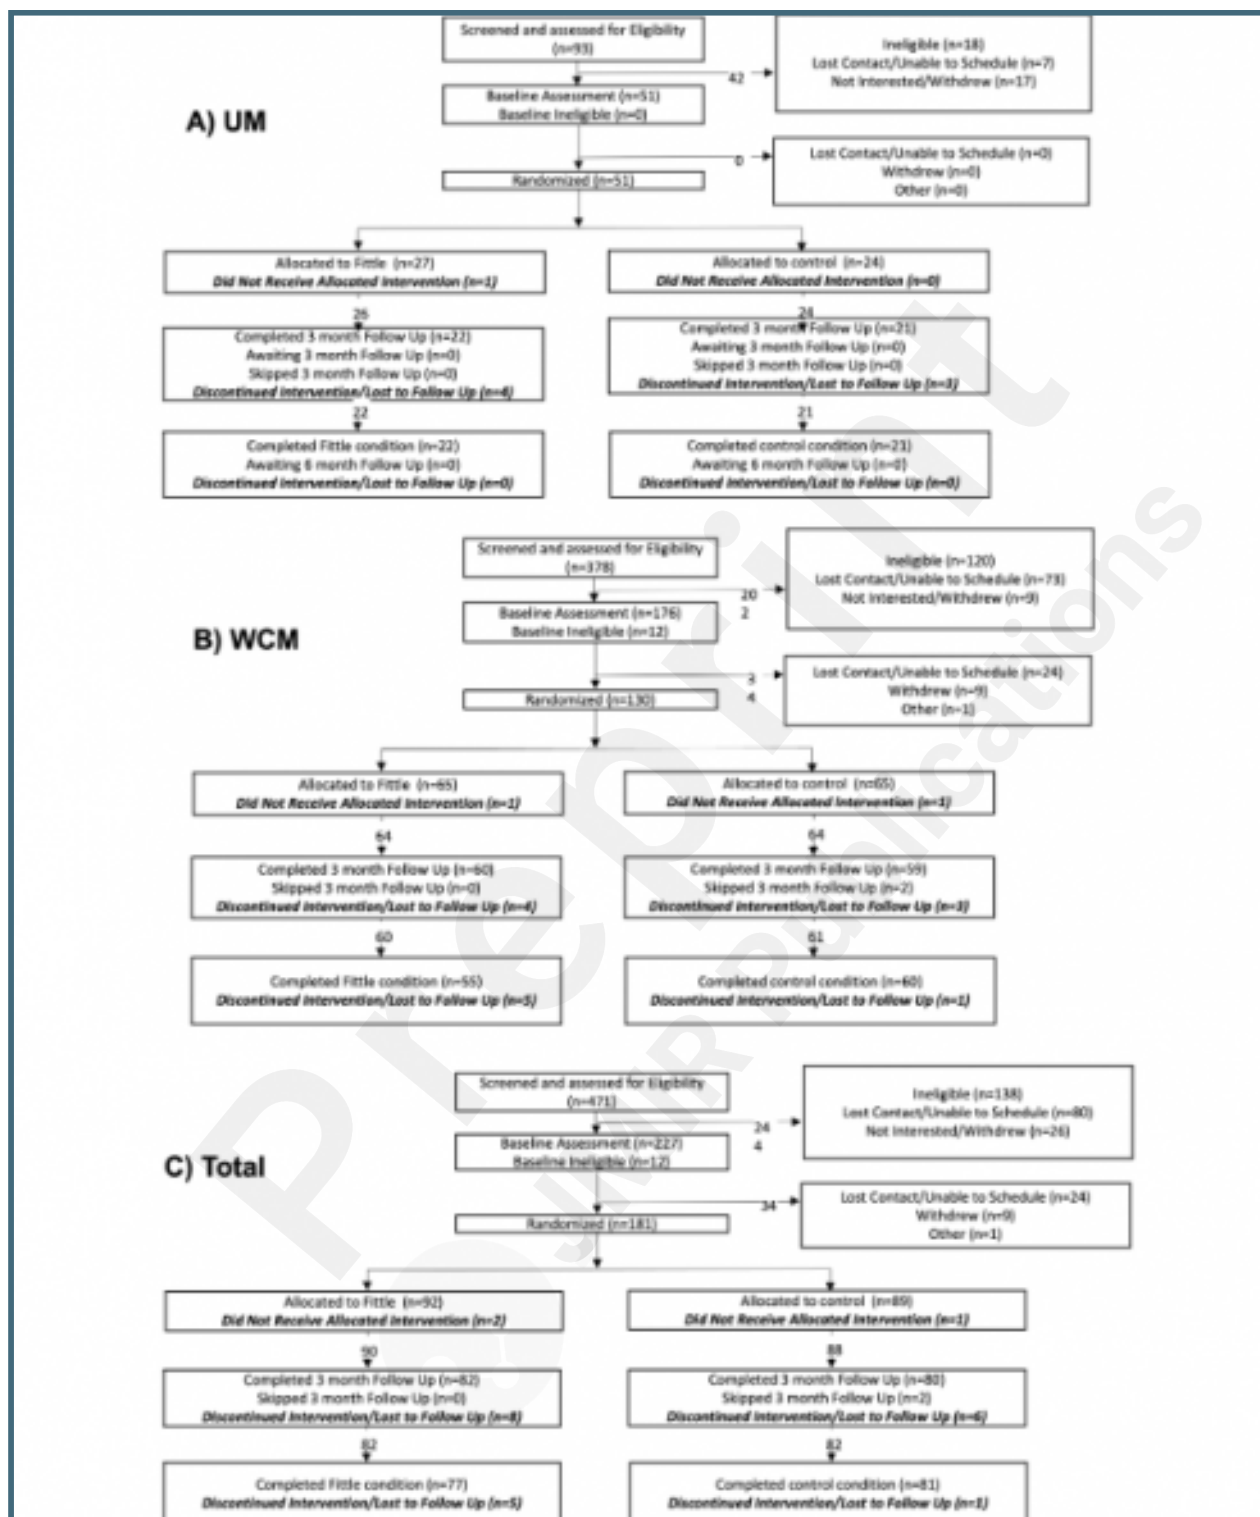 Screened and assessed for Eligibility
(n=93)
Ineligible (n=18)
Lost Contact/Unable to Schedule (n=7)
Not Interested/Withdrew (n=17)
42
Baseline Assessment (n=51)
Baseline Ineligible (n=0)
A) UM
0
Lost Contact/Unable to Schedule (n=0)
Withdrew (n=0)
Other (n=0)
Randomized (n=51)
Allocated to Fittle (n=27)
Did Not Receive Allocated Intervention (n=1)
Allocated to control (n=24)
Did Not Receive Allocated Intervention (n=0)
26
24
Completed 3 month Follow Up (n=22)
Awaiting 3 month Follow Up (n=0)
Skipped 3 month Follow Up (n=0)
Discontinued Intervention/Lost to Follow Up (n=4)
Completed 3 month Follow Up (n=21)
Awaiting 3 month Follow Up (n=0)
Skipped 3 month Follow Up (n=0)
Discontinued Intervention/Lost to Follow Up (n=3)
22
21
Completed Fittle condition (n=22)
Awaiting 6 month Follow Up (n=0)
Discontinued Intervention/Lost to Follow Up (n=0)
Completed control condition (n=21)
Awaiting 6 month Follow Up (n=0)
Discontinued Intervention/Lost to Follow Up (n=0)
Screened and assessed for Eligibility
(n=378)
Ineligible (n=120)
Lost Contact/Unable to Schedule (n=73)
Not Interested/Withdrew (n=9)
20
2
Baseline Assessment (n=176)
Baseline Ineligible (n=12)
B) WCM
3
4
Lost Contact/Unable to Schedule (n=24)
Withdrew (n=9)
Other (n=1)
Randomized (n=130)
Allocated to Fittle (n=65)
Did Not Receive Allocated Intervention (n=1)
Allocated to control (n=65)
Did Not Receive Allocated Intervention (n=1)
64
64
Completed 3 month Follow Up (n=60)
Skipped 3 month Follow Up (n=0)
Discontinued Intervention/Lost to Follow Up (n=4)
Completed 3 month Follow Up (n=59)
Skipped 3 month Follow Up (n=2)
Discontinued Intervention/Lost to Follow Up (n=3)
60
61
Completed Fittle condition (n=55)
Discontinued Intervention/Lost to Follow Up (n=5)
Completed control condition (n=60)
Discontinued Intervention/Lost to Follow Up (n=1)
Screened and assessed for Eligibility
(n=471)
Ineligible (n=138)
Lost Contact/Unable to Schedule (n=80)
Not Interested/Withdrew (n=26)
24
4
Baseline Assessment (n=227)
Baseline Ineligible (n=12)
C) Total
34
Lost Contact/Unable to Schedule (n=24)
Withdrew (n=9)
Other (n=1)
Randomized (n=181)
Allocated to Fittle (n=92)
Did Not Receive Allocated Intervention (n=2)
Allocated to control (n=89)
Did Not Receive Allocated Intervention (n=1)
90
88
Completed 3 month Follow Up (n=82)
Skipped 3 month Follow Up (n=0)
Discontinued Intervention/Lost to Follow Up (n=8)
Completed 3 month Follow Up (n=80)
Skipped 3 month Follow Up (n=2)
Discontinued Intervention/Lost to Follow Up (n=6)
82
82
Completed Fittle condition (n=77)
Discontinued Intervention/Lost to Follow Up (n=5)
Completed control condition (n=81)
Discontinued Intervention/Lost to Follow Up (n=1)
Preprint
JMIR Publications